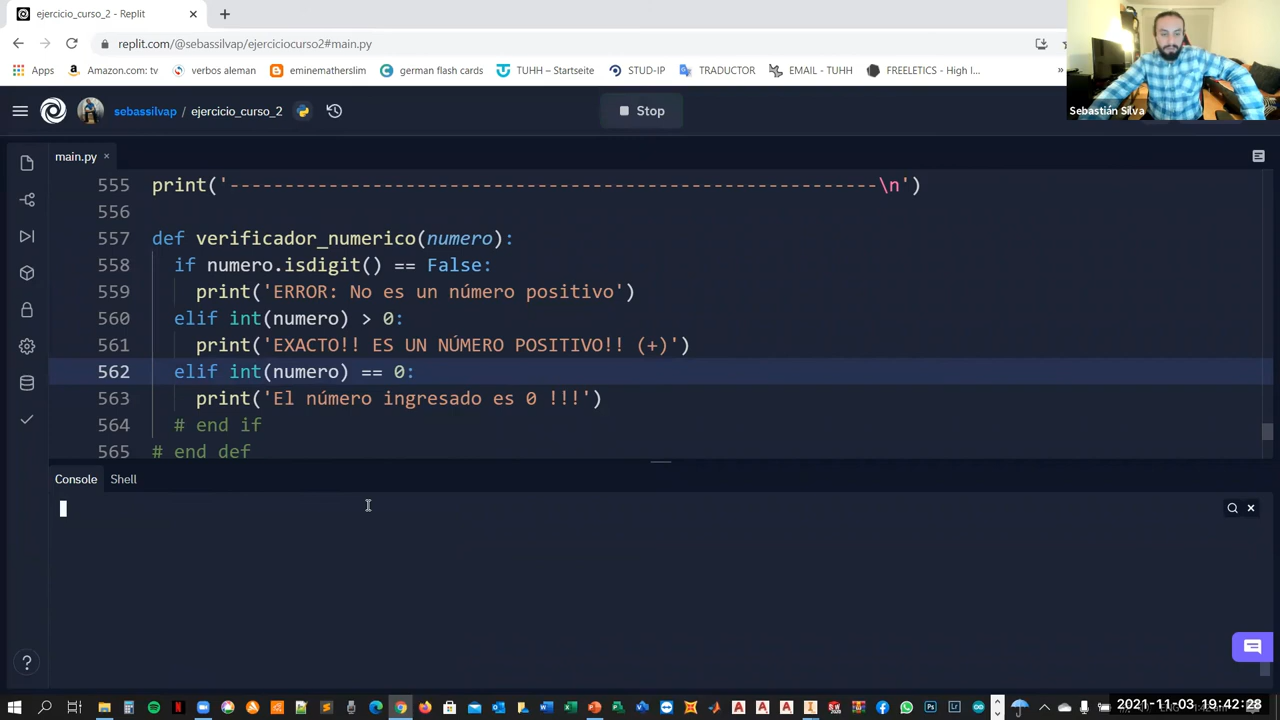 ejercicio_curso_2 - Replit
replit.com/@sebassilvap/ejerciciocurso2#main.py
Apps Amazon.com: tv verbos aleman eminematherslim german flash cards TUHH – Startseite STUD-IP TRADUCTOR EMAIL - TUHH FREELETICS - High I... »
Sebastián Silva
sebassilvap / ejercicio_curso_2 Stop
main.py
555 print('-----------------------------------------------------------\n')
556
557 def verificador_numerico(numero):
558 if numero.isdigit() == False:
559 print('ERROR: No es un número positivo')
560 elif int(numero) > 0:
561 print('EXACTO!! ES UN NÚMERO POSITIVO!! (+)')
562 elif int(numero) == 0:
563 print('El número ingresado es 0 !!!')
564 # end if
565 # end def
Console Shell
2021-11-03 19:42:28